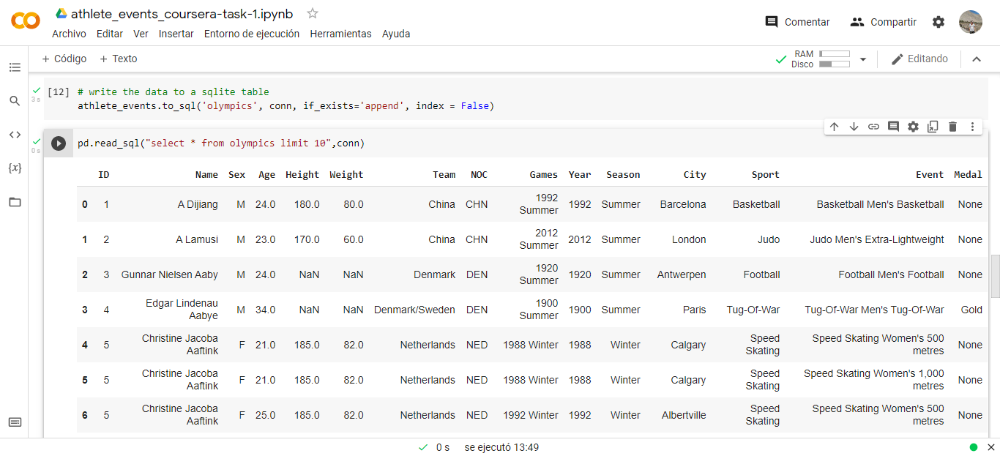 athlete_events_coursera-task-1.ipynb
Comentar
Compartir
Archivo Editar Ver Insertar Entorno de ejecución Herramientas Ayuda
+ Código + Texto
RAM
Disco
Editando
[12] # write the data to a sqlite table
3 s
athlete_events.to_sql('olympics', conn, if_exists='append', index = False)
pd.read_sql("select * from olympics limit 10",conn)
0 s
{x}
ID Name Sex Age Height Weight Team NOC Games Year Season City Sport Event Medal
0 1 A Dijiang M 24.0 180.0 80.0 China CHN 1992 Summer 1992 Summer Barcelona Basketball Basketball Men's Basketball None
1 2 A Lamusi M 23.0 170.0 60.0 China CHN 2012 Summer 2012 Summer London Judo Judo Men's Extra-Lightweight None
2 3 Gunnar Nielsen Aaby M 24.0 NaN NaN Denmark DEN 1920 Summer 1920 Summer Antwerpen Football Football Men's Football None
3 4 Edgar Lindenau Aabye M 34.0 NaN NaN Denmark/Sweden DEN 1900 Summer 1900 Summer Paris Tug-Of-War Tug-Of-War Men's Tug-Of-War Gold
4 5 Christine Jacoba Aaftink F 21.0 185.0 82.0 Netherlands NED 1988 Winter 1988 Winter Calgary Speed Skating Speed Skating Women's 500 metres None
5 5 Christine Jacoba Aaftink F 21.0 185.0 82.0 Netherlands NED 1988 Winter 1988 Winter Calgary Speed Skating Speed Skating Women's 1,000 metres None
6 5 Christine Jacoba Aaftink F 25.0 185.0 82.0 Netherlands NED 1992 Winter 1992 Winter Albertville Speed Skating Speed Skating Women's 500 metres None
0 s se ejecutó 13:49